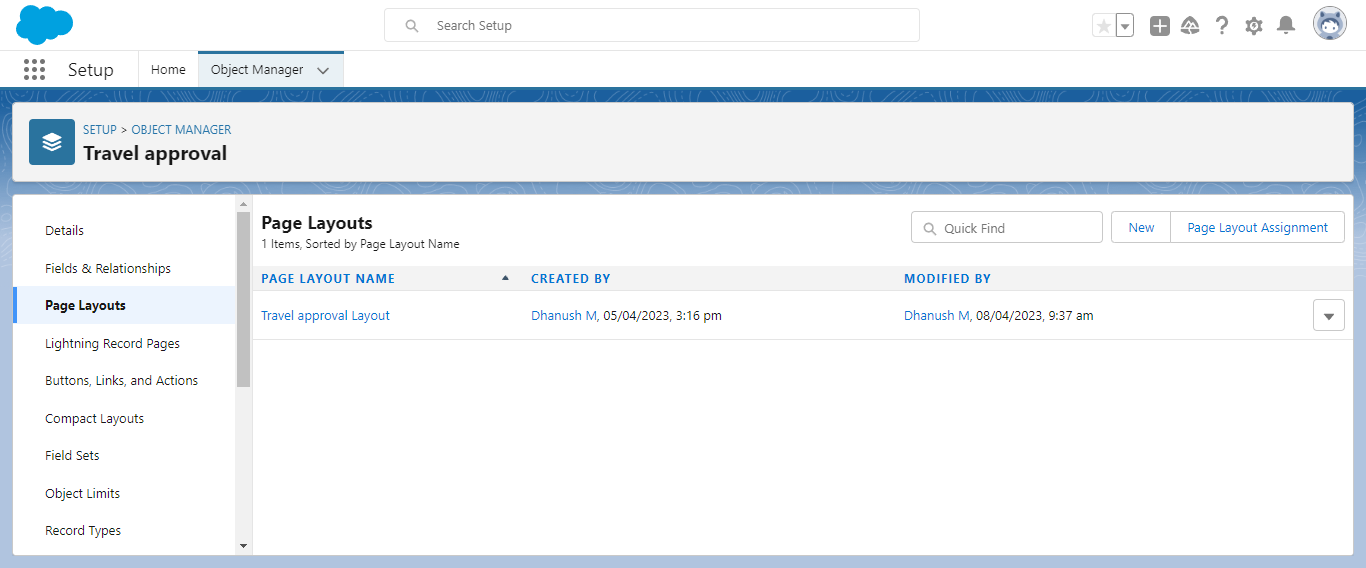 Search Setup
Setup
Home
Object Manager
SETUP > OBJECT MANAGER
Travel approval
Details
Fields & Relationships
Page Layouts
Lightning Record Pages
Buttons, Links, and Actions
Compact Layouts
Field Sets
Object Limits
Record Types
Page Layouts
1 Items, Sorted by Page Layout Name
Quick Find
New
Page Layout Assignment
PAGE LAYOUT NAME CREATED BY MODIFIED BY
Travel approval Layout Dhanush M, 05/04/2023, 3:16 pm Dhanush M, 08/04/2023, 9:37 am